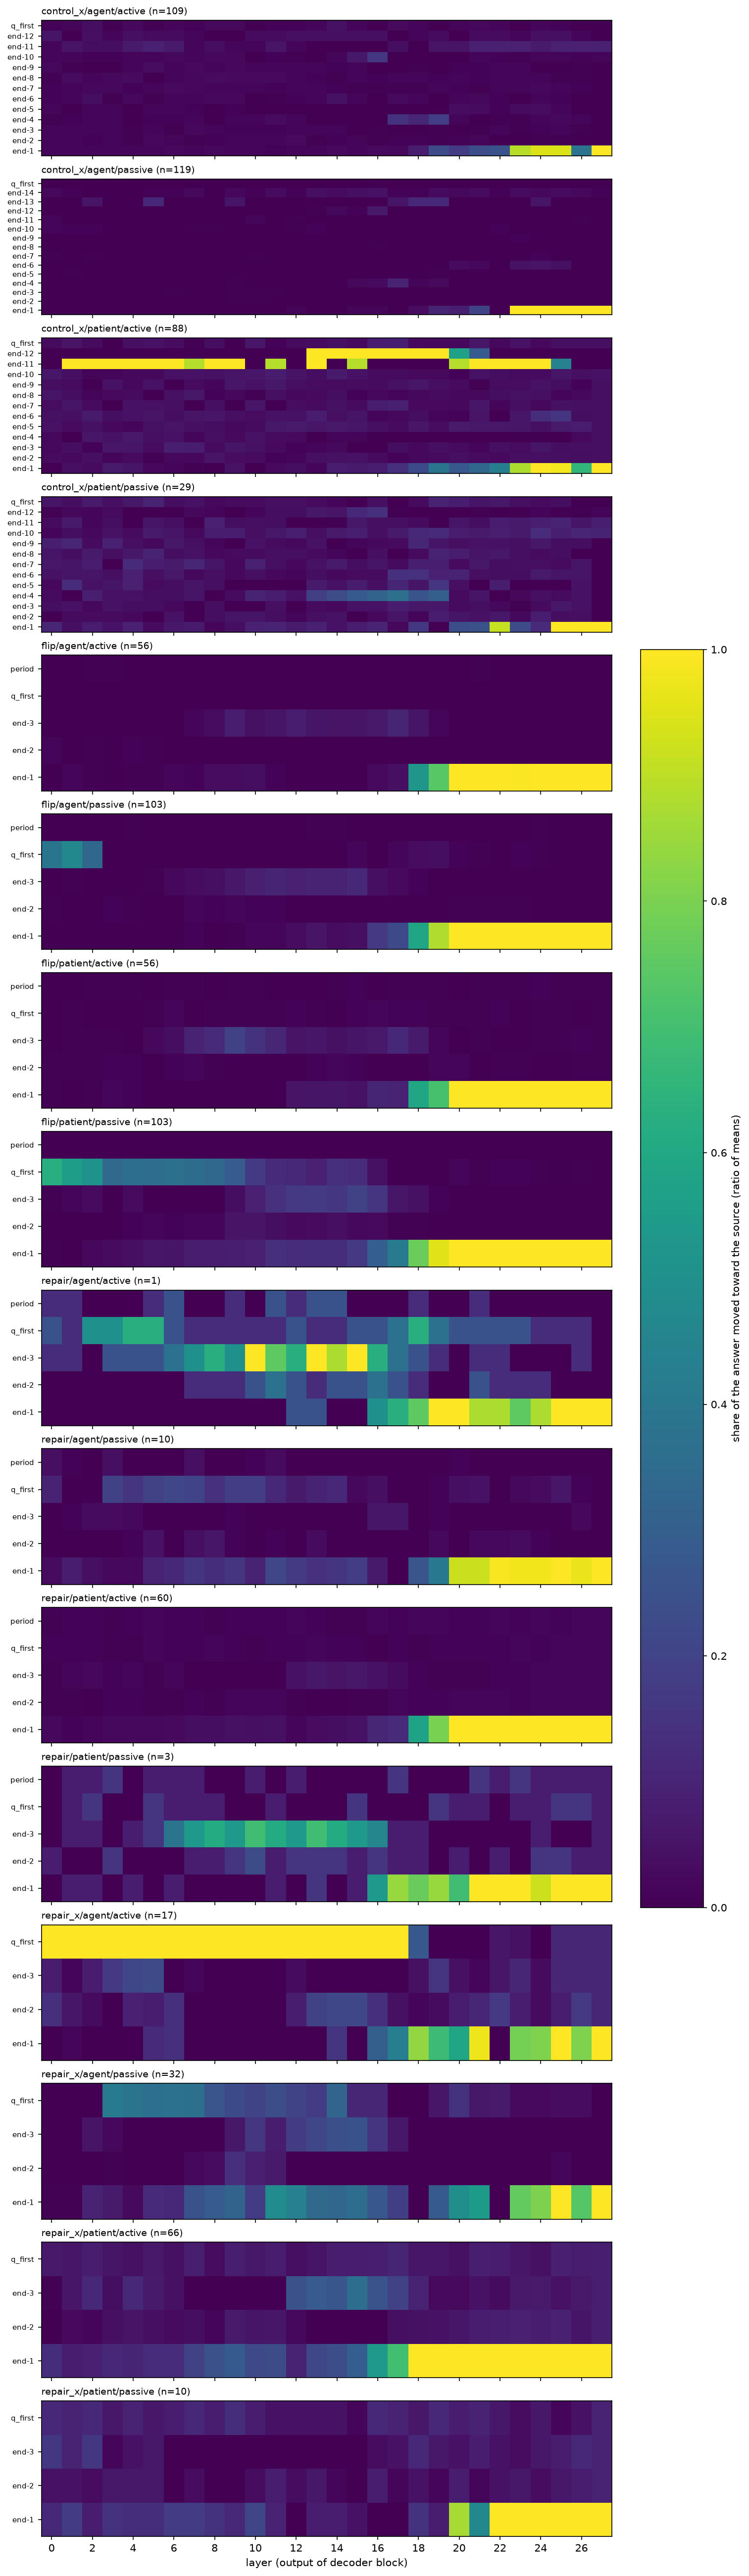 control_x/agent/active (n=109)
q_first
end-12
end-11
end-10
end-9
end-8
end-7
end-6
end-5
end-4
end-3
end-2
end-1
control_x/agent/passive (n=119)
q_first
end-14
end-13
end-12
end-11
end-10
end-9
end-8
end-7
end-6
end-5
end-4
end-3
end-2
end-1
control_x/patient/active (n=88)
q_first
end-12
end-11
end-10
end-9
end-8
end-7
end-6
end-5
end-4
end-3
end-2
end-1
control_x/patient/passive (n=29)
q_first
end-12
end-11
end-10
end-9
end-8
end-7
end-6
end-5
end-4
end-3
end-2
end-1
flip/agent/active (n=56)
period
q_first
end-3
end-2
end-1
flip/agent/passive (n=103)
period
q_first
end-3
end-2
end-1
flip/patient/active (n=56)
period
q_first
end-3
end-2
end-1
flip/patient/passive (n=103)
period
q_first
end-3
end-2
end-1
repair/agent/active (n=1)
period
q_first
end-3
end-2
end-1
repair/agent/passive (n=10)
period
q_first
end-3
end-2
end-1
repair/patient/active (n=60)
period
q_first
end-3
end-2
end-1
repair/patient/passive (n=3)
period
q_first
end-3
end-2
end-1
repair_x/agent/active (n=17)
q_first
end-3
end-2
end-1
repair_x/agent/passive (n=32)
q_first
end-3
end-2
end-1
repair_x/patient/active (n=66)
q_first
end-3
end-2
end-1
repair_x/patient/passive (n=10)
q_first
end-3
end-2
end-1
0 2 4 6 8 10 12 14 16 18 20 22 24 26
layer (output of decoder block)
1.0
0.8
0.6
0.4
0.2
0.0
share of the answer moved toward the source (ratio of means)